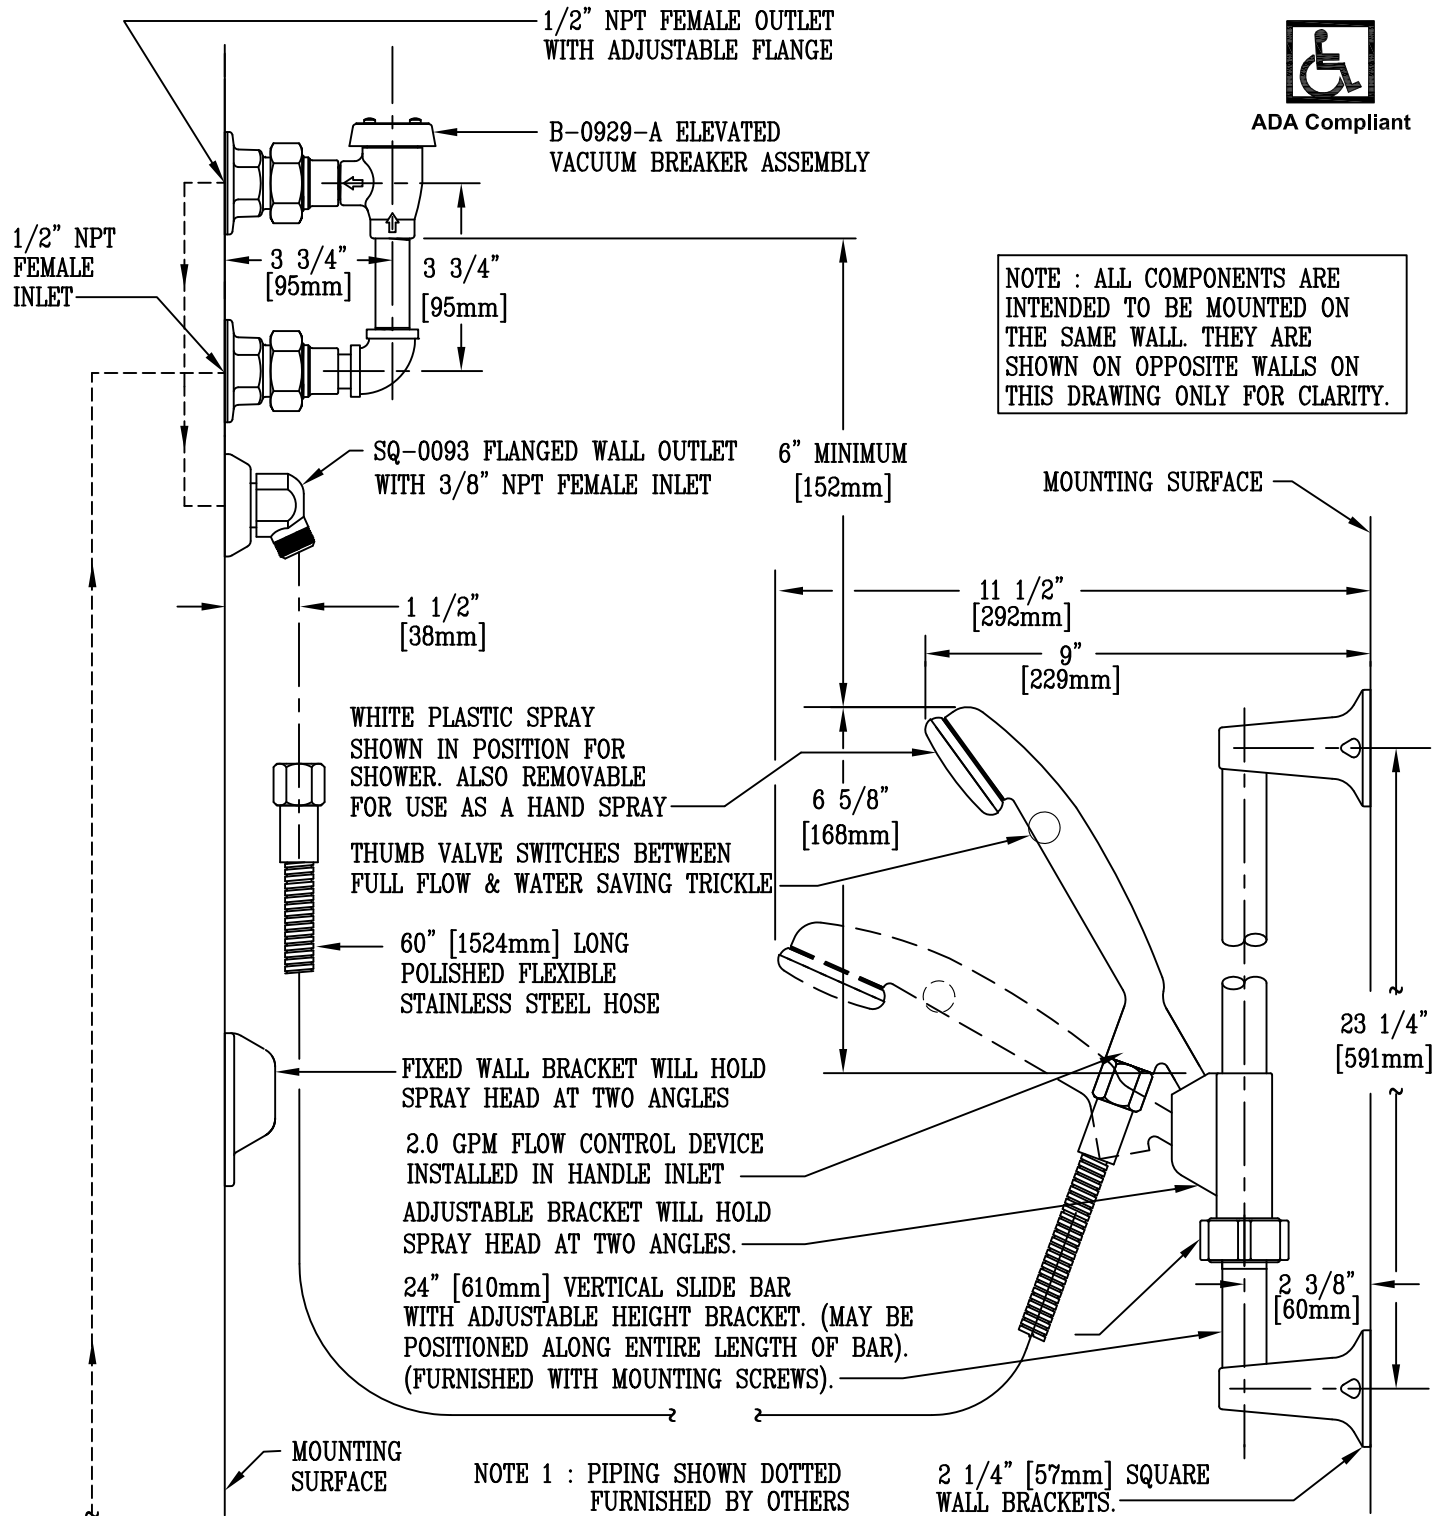 1/2” NPT FEMALE OUTLET
WITH ADJUSTABLE FLANGE
ADA Compliant
B-0929-A ELEVATED
VACUUM BREAKER ASSEMBLY
1/2” NPT
FEMALE
INLET
3 3/4”
[95mm]
3 3/4”
[95mm]
NOTE : ALL COMPONENTS ARE
INTENDED TO BE MOUNTED ON
THE SAME WALL. THEY ARE
SHOWN ON OPPOSITE WALLS ON
THIS DRAWING ONLY FOR CLARITY.
SQ-0093 FLANGED WALL OUTLET
WITH 3/8” NPT FEMALE INLET
6” MINIMUM
[152mm]
MOUNTING SURFACE
1 1/2”
[38mm]
11 1/2”
[292mm]
9”
[229mm]
WHITE PLASTIC SPRAY
SHOWN IN POSITION FOR
SHOWER. ALSO REMOVABLE
FOR USE AS A HAND SPRAY
6 5/8”
[168mm]
THUMB VALVE SWITCHES BETWEEN
FULL FLOW & WATER SAVING TRICKLE
60” [1524mm] LONG
POLISHED FLEXIBLE
STAINLESS STEEL HOSE
23 1/4”
[591mm]
FIXED WALL BRACKET WILL HOLD
SPRAY HEAD AT TWO ANGLES
2.0 GPM FLOW CONTROL DEVICE
INSTALLED IN HANDLE INLET
ADJUSTABLE BRACKET WILL HOLD
SPRAY HEAD AT TWO ANGLES.
24” [610mm] VERTICAL SLIDE BAR
WITH ADJUSTABLE HEIGHT BRACKET. (MAY BE
POSITIONED ALONG ENTIRE LENGTH OF BAR).
(FURNISHED WITH MOUNTING SCREWS).
2 3/8”
[60mm]
MOUNTING
SURFACE
NOTE 1 : PIPING SHOWN DOTTED
FURNISHED BY OTHERS
2 1/4” [57mm] SQUARE
WALL BRACKETS.